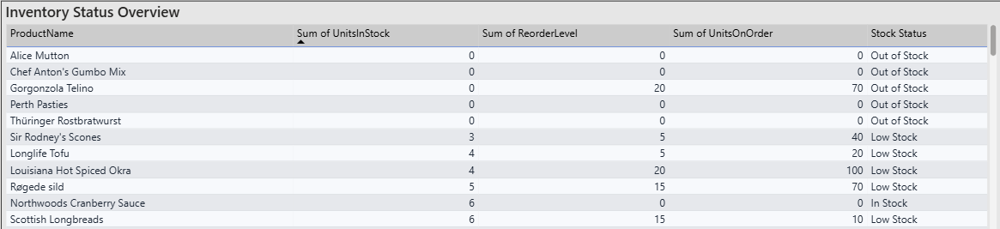 Inventory Status Overview
ProductName Sum of UnitsInStock Sum of ReorderLevel Sum of UnitsOnOrder Stock Status
Alice Mutton 0 0 0 Out of Stock
Chef Anton's Gumbo Mix 0 0 0 Out of Stock
Gorgonzola Telino 0 20 70 Out of Stock
Perth Pasties 0 0 0 Out of Stock
Thüringer Rostbratwurst 0 0 0 Out of Stock
Sir Rodney's Scones 3 5 40 Low Stock
Longlife Tofu 4 5 20 Low Stock
Louisiana Hot Spiced Okra 4 20 100 Low Stock
Røgede sild 5 15 70 Low Stock
Northwoods Cranberry Sauce 6 0 0 In Stock
Scottish Longbreads 6 15 10 Low Stock